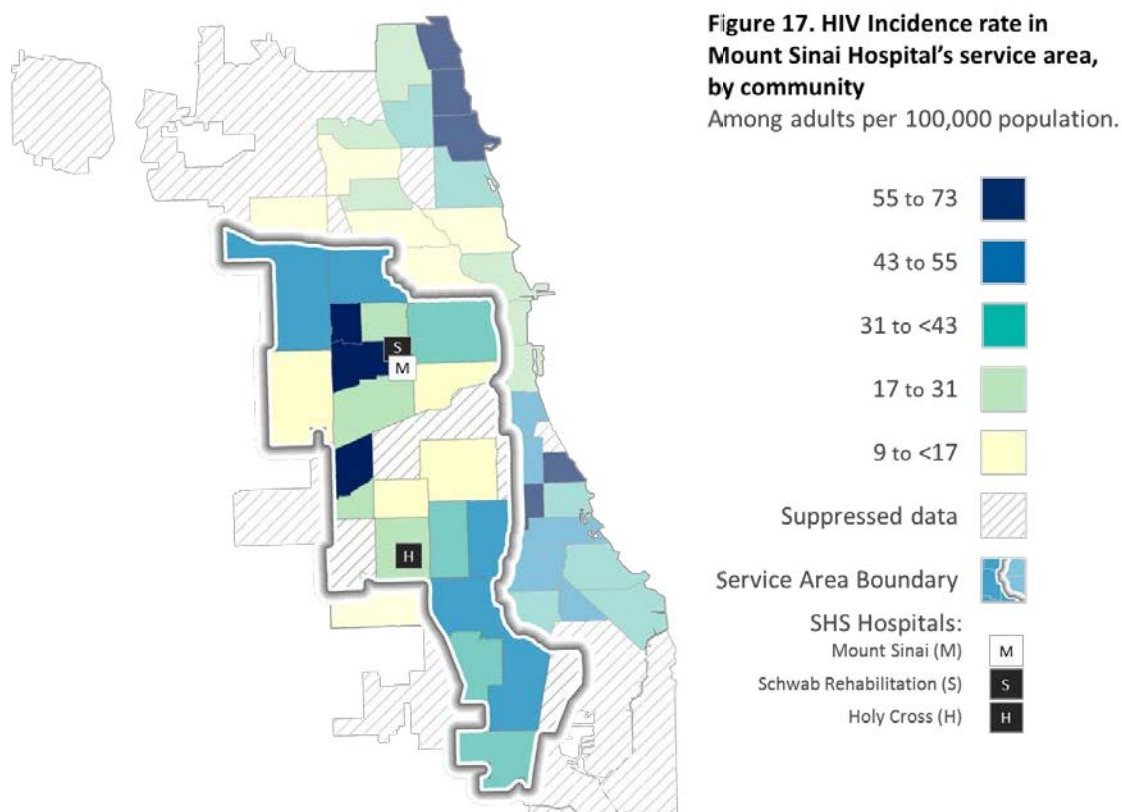 Figure 17. HIV Incidence rate in
Mount Sinai Hospital's service area,
by community
Among adults per 100,000 population.
55 to 73
43 to 55
31 to <43
17 to 31
9 to <17
Suppressed data
Service Area Boundary
SHS Hospitals:
Mount Sinai (M) M
Schwab Rehabilitation (S) S
Holy Cross (H) H
S
M
H